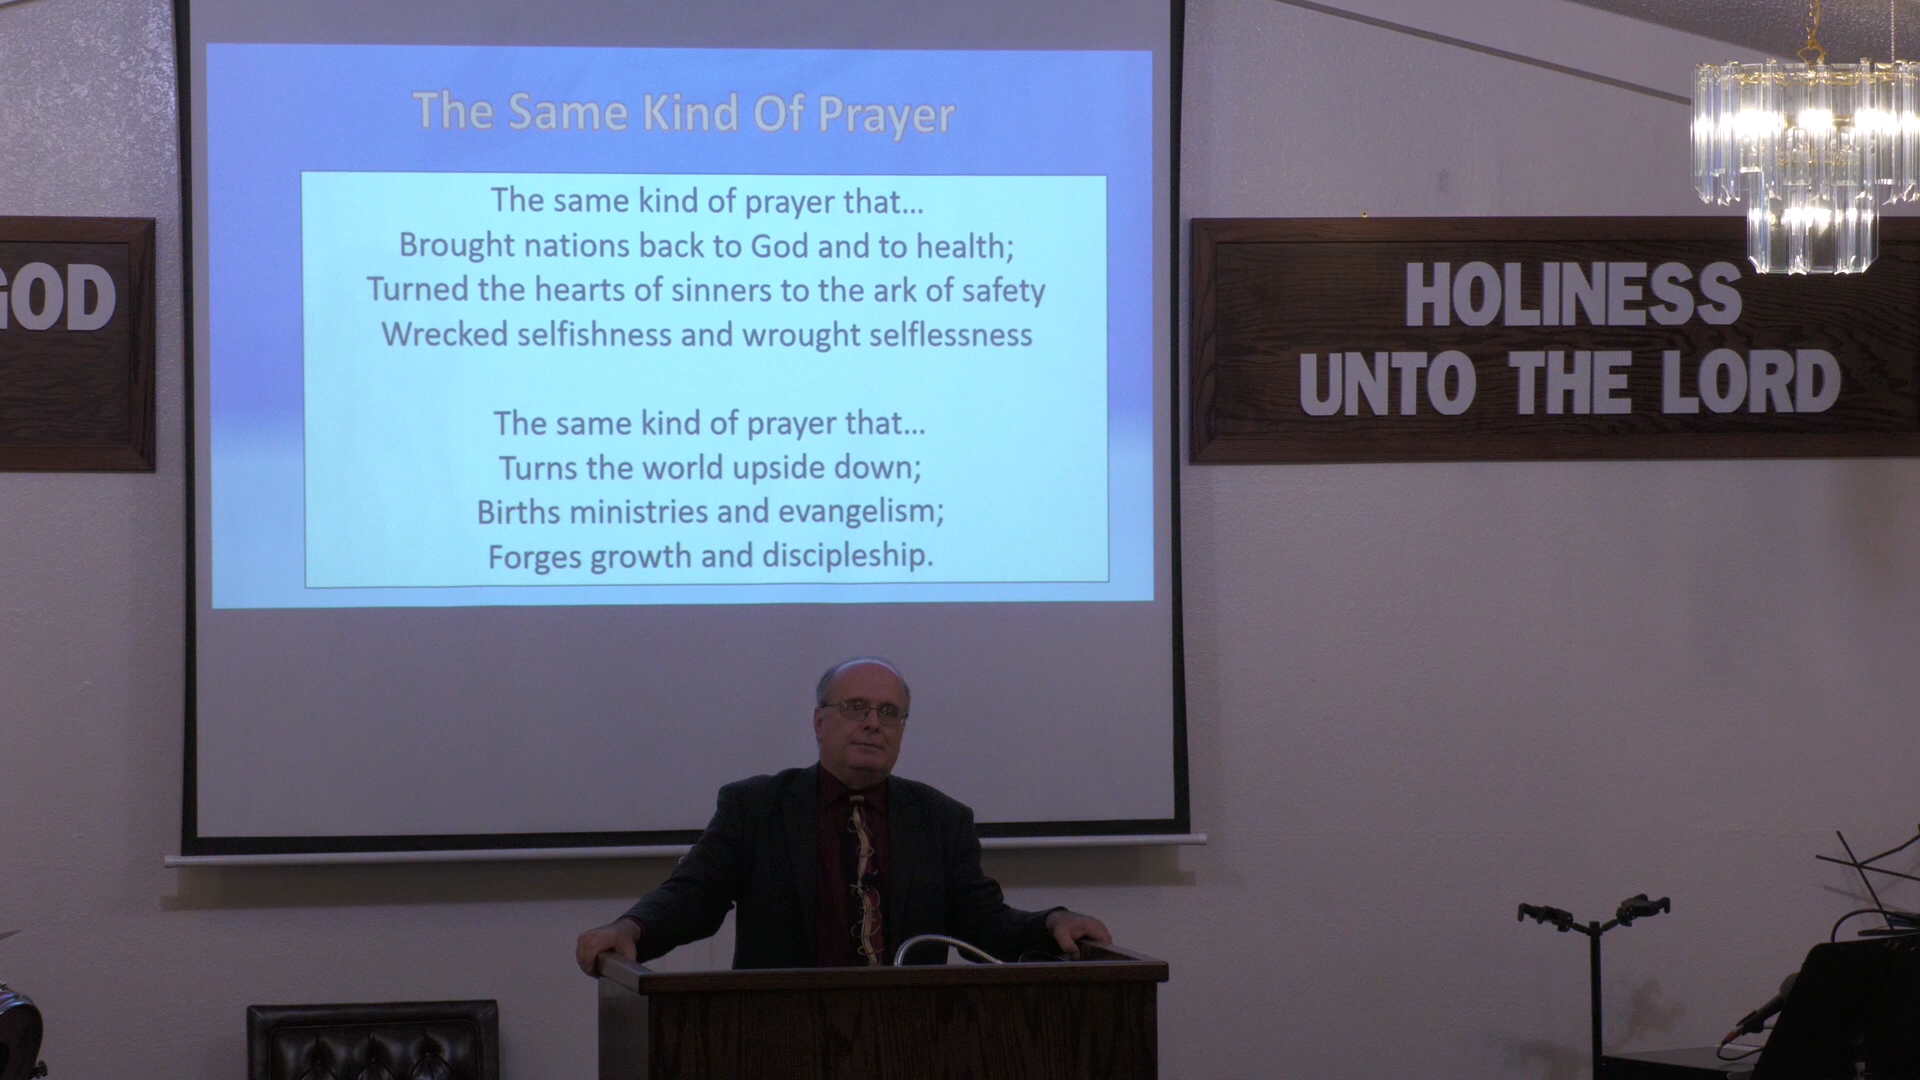 The Same Kind Of Prayer
The same kind of prayer that...
Brought nations back to God and to health;
Turned the hearts of sinners to the ark of safety
Wrecked selfishness and wrought selflessness
The same kind of prayer that...
Turns the world upside down;
Births ministries and evangelism;
Forges growth and discipleship.
GOD
HOLINESS
UNTO THE LORD